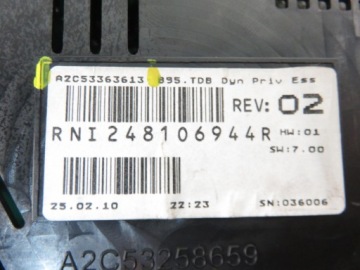 A2C53363613 895.TDB Dyn Priv Ess
REV: 02
RNI248106944R HW:01
SW:7.00
25.02.10 22:23 SN:036006
A2C53258659